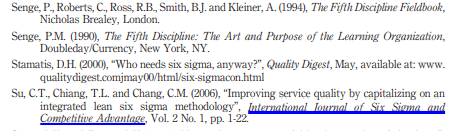 Senge, P., Roberts, C., Ross, R.B., Smith, B.J. and Kleiner, A. (1994), The Fifth Discipline Fieldbook,
Nicholas Brealey, London.
Senge, P.M. (1990), The Fifth Discipline: The Art and Purpose of the Learning Organization,
Doubleday/Currency, New York, NY.
Stamatis, D.H. (2000), “Who needs six sigma, anyway?”, Quality Digest, May, available at: www.
qualitydigest.comjmay00/html/six-sigmacon.html
Su, C.T., Chiang, T.L. and Chang, C.M. (2006), “Improving service quality by capitalizing on an
integrated lean six sigma methodology”, International Journal of Six Sigma and
Competitive Advantage, Vol. 2 No. 1, pp. 1-22.